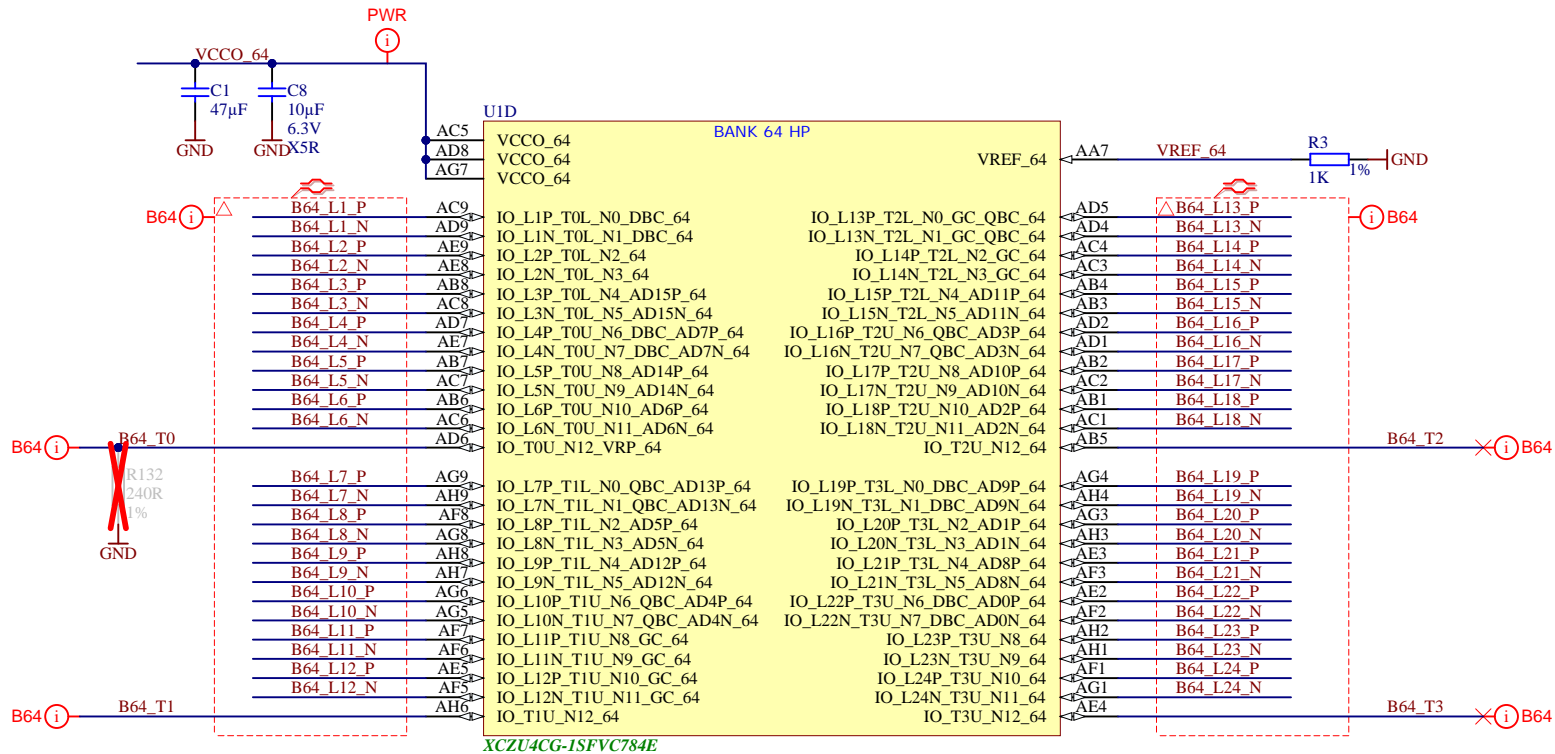 PWR
i
VCCO_64
C1
47µF
C8
10µF
6.3V
X5R
GND
GND
U1D
BANK 64 HP
AC5 VCCO_64
AD8 VCCO_64
AG7 VCCO_64
VREF_64 AA7 VREF_64
R3
1K
1%
GND
B64 i
i B64
B64_L1_P AC9 IO_L1P_T0L_N0_DBC_64 IO_L13P_T2L_N0_GC_QBC_64 AD5 B64_L13_P
B64_L1_N AD9 IO_L1N_T0L_N1_DBC_64 IO_L13N_T2L_N1_GC_QBC_64 AD4 B64_L13_N
B64_L2_P AE9 IO_L2P_T0L_N2_64 IO_L14P_T2L_N2_GC_64 AC4 B64_L14_P
B64_L2_N AE8 IO_L2N_T0L_N3_64 IO_L14N_T2L_N3_GC_64 AC3 B64_L14_N
B64_L3_P AB8 IO_L3P_T0L_N4_AD15P_64 IO_L15P_T2L_N4_AD11P_64 AB4 B64_L15_P
B64_L3_N AC8 IO_L3N_T0L_N5_AD15N_64 IO_L15N_T2L_N5_AD11N_64 AB3 B64_L15_N
B64_L4_P AD7 IO_L4P_T0U_N6_DBC_AD7P_64 IO_L16P_T2U_N6_QBC_AD3P_64 AD2 B64_L16_P
B64_L4_N AE7 IO_L4N_T0U_N7_DBC_AD7N_64 IO_L16N_T2U_N7_QBC_AD3N_64 AD1 B64_L16_N
B64_L5_P AB7 IO_L5P_T0U_N8_AD14P_64 IO_L17P_T2U_N8_AD10P_64 AB2 B64_L17_P
B64_L5_N AC7 IO_L5N_T0U_N9_AD14N_64 IO_L17N_T2U_N9_AD10N_64 AC2 B64_L17_N
B64_L6_P AB6 IO_L6P_T0U_N10_AD6P_64 IO_L18P_T2U_N10_AD2P_64 AB1 B64_L18_P
B64_L6_N AC6 IO_L6N_T0U_N11_AD6N_64 IO_L18N_T2U_N11_AD2N_64 AC1 B64_L18_N
B64 i B64_T0 AD6 IO_T0U_N12_VRP_64 IO_T2U_N12_64 AB5 B64_T2 i B64
R132
240R
1%
GND
B64_L7_P AG9 IO_L7P_T1L_N0_QBC_AD13P_64 IO_L19P_T3L_N0_DBC_AD9P_64 AG4 B64_L19_P
B64_L7_N AH9 IO_L7N_T1L_N1_QBC_AD13N_64 IO_L19N_T3L_N1_DBC_AD9N_64 AH4 B64_L19_N
B64_L8_P AF8 IO_L8P_T1L_N2_AD5P_64 IO_L20P_T3L_N2_AD1P_64 AG3 B64_L20_P
B64_L8_N AG8 IO_L8N_T1L_N3_AD5N_64 IO_L20N_T3L_N3_AD1N_64 AH3 B64_L20_N
B64_L9_P AH8 IO_L9P_T1L_N4_AD12P_64 IO_L21P_T3L_N4_AD8P_64 AE3 B64_L21_P
B64_L9_N AH7 IO_L9N_T1L_N5_AD12N_64 IO_L21N_T3L_N5_AD8N_64 AF3 B64_L21_N
B64_L10_P AG6 IO_L10P_T1U_N6_QBC_AD4P_64 IO_L22P_T3U_N6_DBC_AD0P_64 AE2 B64_L22_P
B64_L10_N AG5 IO_L10N_T1U_N7_QBC_AD4N_64 IO_L22N_T3U_N7_DBC_AD0N_64 AF2 B64_L22_N
B64_L11_P AF7 IO_L11P_T1U_N8_GC_64 IO_L23P_T3U_N8_64 AH2 B64_L23_P
B64_L11_N AF6 IO_L11N_T1U_N9_GC_64 IO_L23N_T3U_N9_64 AH1 B64_L23_N
B64_L12_P AE5 IO_L12P_T1U_N10_GC_64 IO_L24P_T3U_N10_64 AF1 B64_L24_P
B64_L12_N AF5 IO_L12N_T1U_N11_GC_64 IO_L24N_T3U_N11_64 AG1 B64_L24_N
B64 i B64_T1 AH6 IO_T1U_N12_64 IO_T3U_N12_64 AE4 B64_T3 i B64
XCZU4CG-1SFVC784E